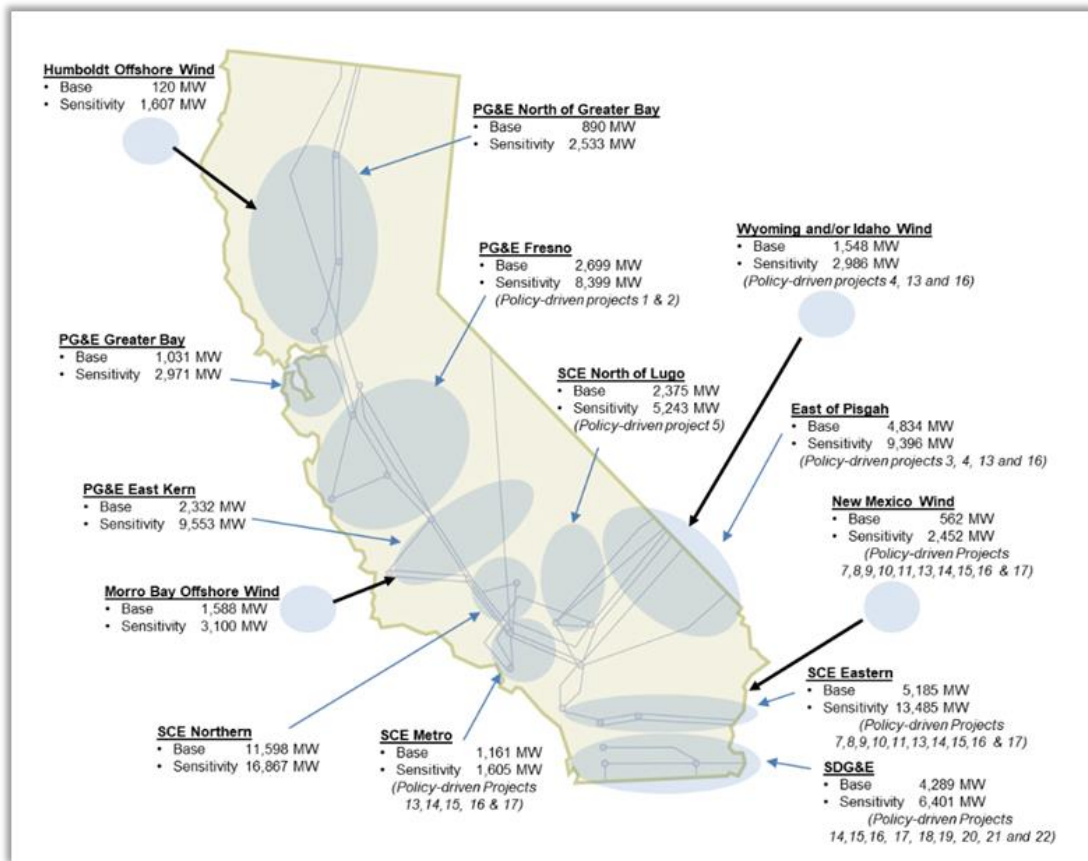 Humboldt Offshore Wind
• Base 120 MW
• Sensitivity 1,607 MW
PG&E North of Greater Bay
• Base 890 MW
• Sensitivity 2,533 MW
Wyoming and/or Idaho Wind
• Base 1,548 MW
• Sensitivity 2,986 MW
(Policy-driven projects 4, 13 and 16)
PG&E Fresno
• Base 2,699 MW
• Sensitivity 8,399 MW
(Policy-driven projects 1 & 2)
PG&E Greater Bay
• Base 1,031 MW
• Sensitivity 2,971 MW
SCE North of Lugo
• Base 2,375 MW
• Sensitivity 5,243 MW
(Policy-driven project 5)
East of Pisgah
• Base 4,834 MW
• Sensitivity 9,396 MW
(Policy-driven projects 3, 4, 13 and 16)
PG&E East Kern
• Base 2,332 MW
• Sensitivity 9,553 MW
New Mexico Wind
• Base 562 MW
• Sensitivity 2,452 MW
(Policy-driven Projects
7,8,9,10,11,13,14,15,16 & 17)
Morro Bay Offshore Wind
• Base 1,588 MW
• Sensitivity 3,100 MW
SCE Eastern
• Base 5,185 MW
• Sensitivity 13,485 MW
(Policy-driven Projects
7,8,9,10,11,13,14,15,16 & 17)
SCE Northern
• Base 11,598 MW
• Sensitivity 16,867 MW
SCE Metro
• Base 1,161 MW
• Sensitivity 1,605 MW
(Policy-driven Projects
13,14,15, 16 & 17)
SDG&E
• Base 4,289 MW
• Sensitivity 6,401 MW
(Policy-driven Projects
14,15,16, 17, 18,19, 20, 21 and 22)